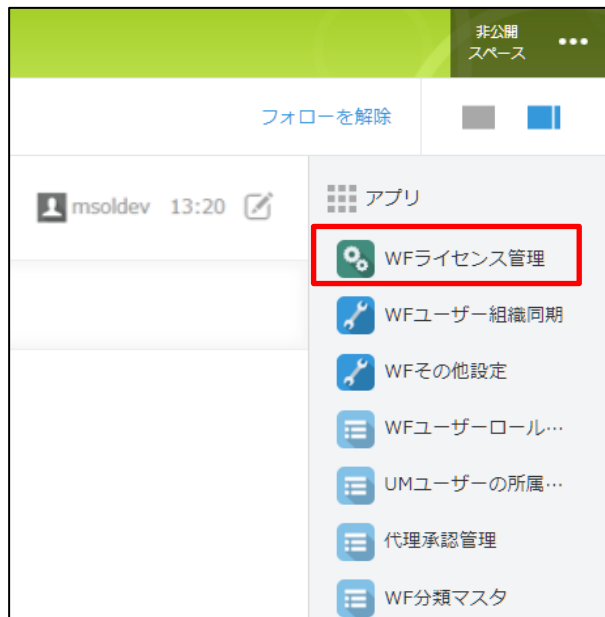 非公開
スペース
フォローを解除
msoldev 13:20
アプリ
WFライセンス管理
WFユーザー組織同期
WFその他設定
WFユーザーロール…
UMユーザーの所属…
代理承認管理
WF分類マスタ